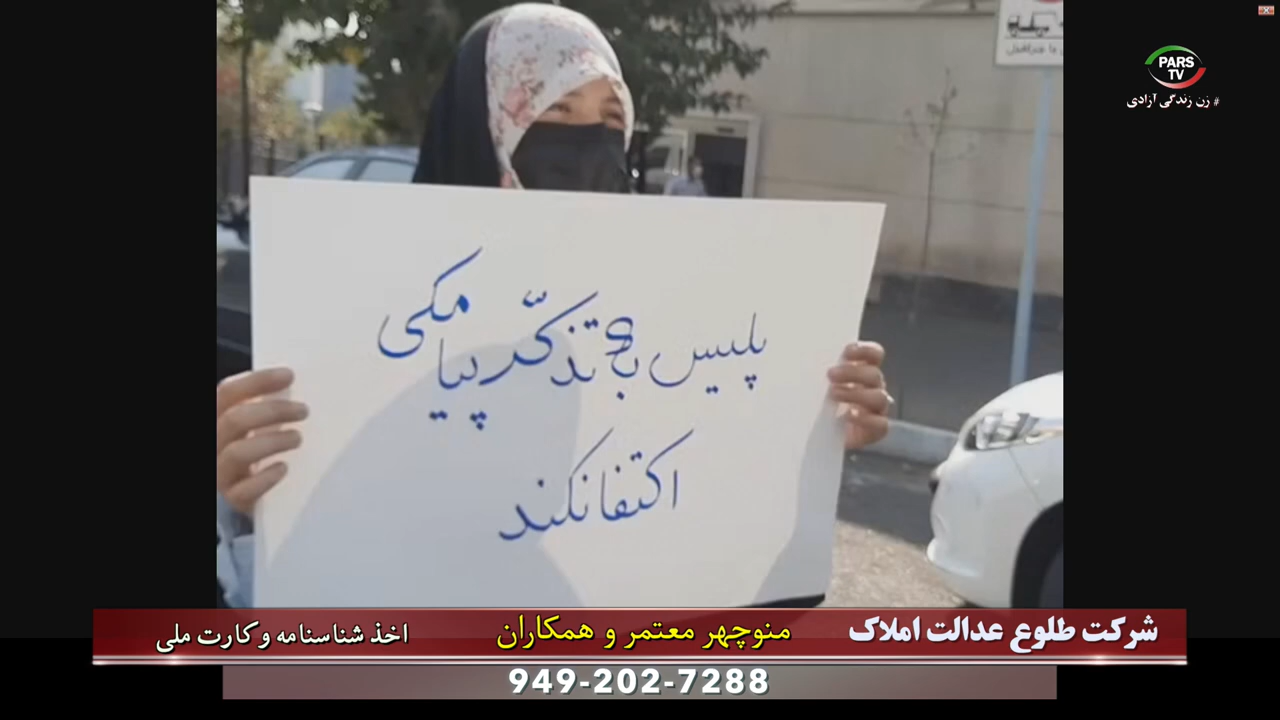 PARS
TV
# زن زندگی آزادی
پلیس به تذکّر پیامکی
اکتفا نکند
شرکت طلوع عدالت املاک
منوچهر معتمر و همکاران
اخذ شناسنامه و کارت ملی
949-202-7288